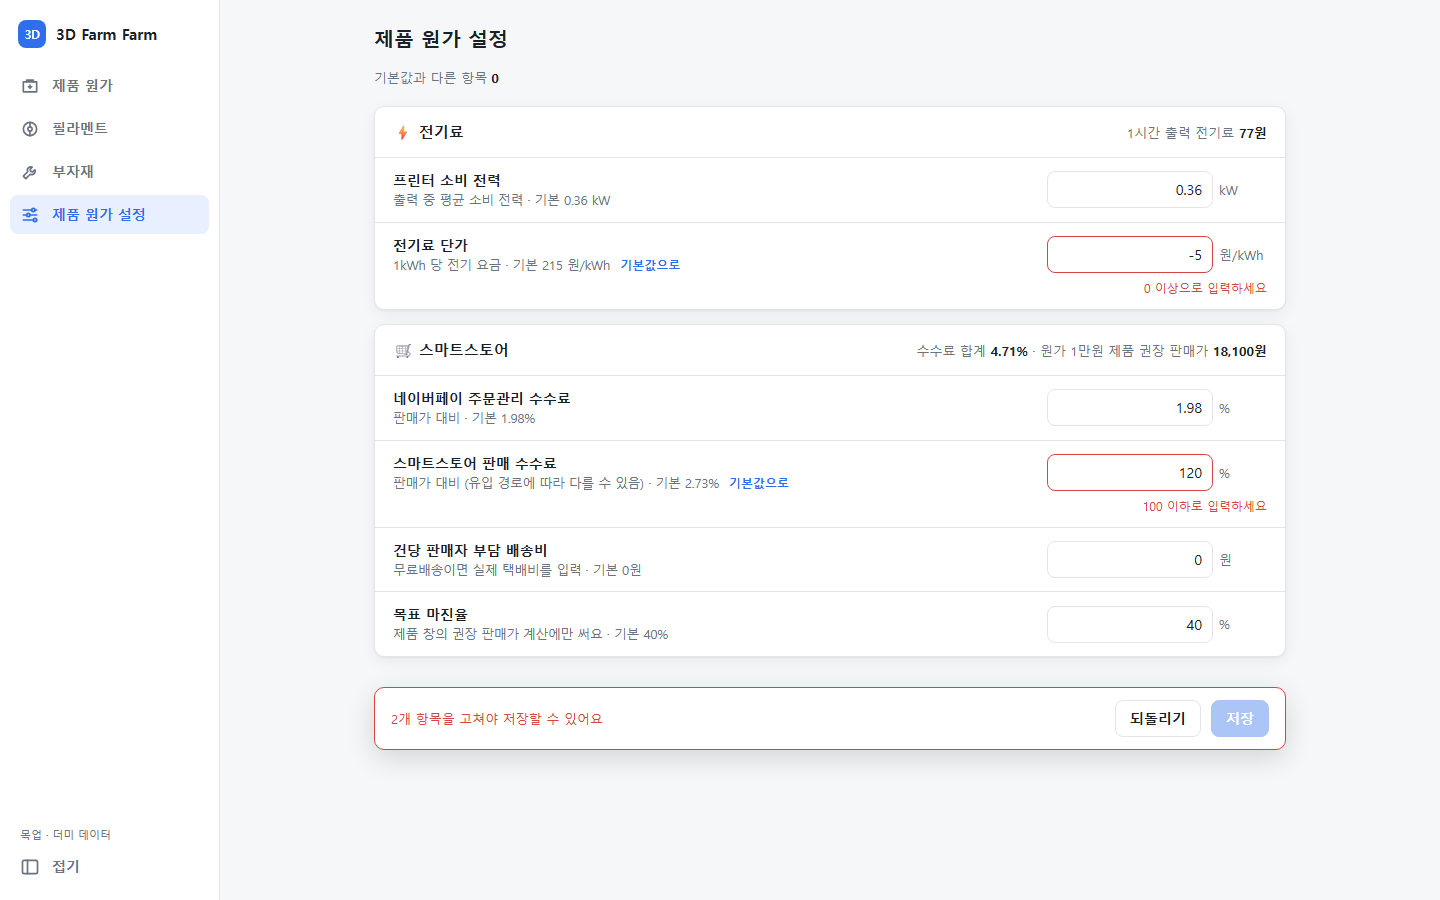 3D 3D Farm Farm
제품 원가
필라멘트
부자재
제품 원가 설정
목업 · 더미 데이터
접기
제품 원가 설정
기본값과 다른 항목 0
전기료
1시간 출력 전기료 77원
프린터 소비 전력
출력 중 평균 소비 전력 · 기본 0.36 kW
0.36 kW
전기료 단가
1kWh 당 전기 요금 · 기본 215 원/kWh 기본값으로
-5 원/kWh
0 이상으로 입력하세요
스마트스토어
수수료 합계 4.71% · 원가 1만원 제품 권장 판매가 18,100원
네이버페이 주문관리 수수료
판매가 대비 · 기본 1.98%
1.98 %
스마트스토어 판매 수수료
판매가 대비 (유입 경로에 따라 다를 수 있음) · 기본 2.73% 기본값으로
120 %
100 이하로 입력하세요
건당 판매자 부담 배송비
무료배송이면 실제 택배비를 입력 · 기본 0원
0 원
목표 마진율
제품 창의 권장 판매가 계산에만 써요 · 기본 40%
40 %
2개 항목을 고쳐야 저장할 수 있어요
되돌리기
저장